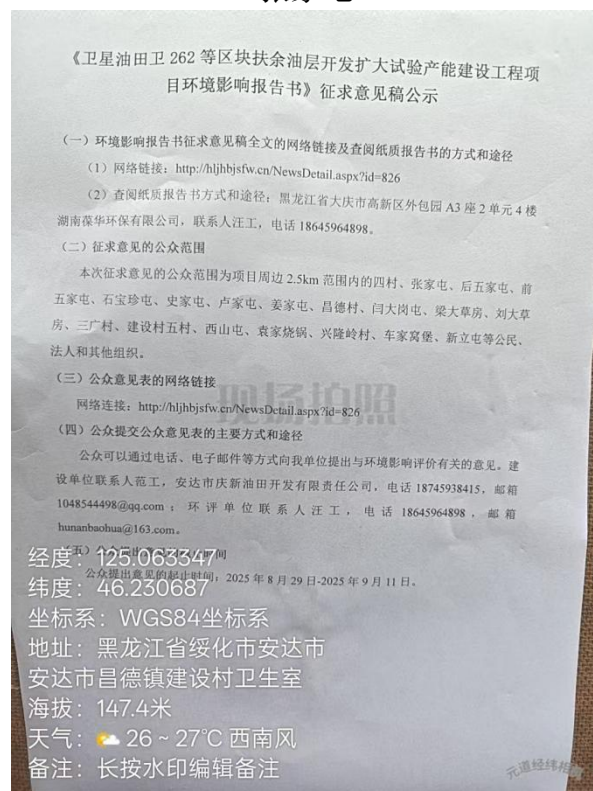 《卫星油田卫 262 等区块扶余油层开发扩大试验产能建设工程项
目环境影响报告书》征求意见稿公示
（一）环境影响报告书征求意见稿全文的网络链接及查阅纸质报告书的方式和途径
（1）网络链接：http://hljhbjsfw.cn/NewsDetail.aspx?id=826
（2）查阅纸质报告书方式和途径：黑龙江省大庆市高新区外包园 A3 座 2 单元 4 楼
湖南葆华环保有限公司，联系人汪工，电话 18645964898。
（二）征求意见的公众范围
本次征求意见的公众范围为项目周边 2.5km 范围内的四村、张家屯、后五家屯、前
五家屯、石宝珍屯、史家屯、卢家屯、姜家屯、昌德村、闫大岗屯、梁大草房、刘大草
房、三广村、建设村五村、西山屯、袁家烧锅、兴隆岭村、车家窝堡、新立屯等公民、
法人和其他组织。
（三）公众意见表的网络链接
网络连接：http://hljhbjsfw.cn/NewsDetail.aspx?id=826
现场拍照
（四）公众提交公众意见表的主要方式和途径
公众可以通过电话、电子邮件等方式向我单位提出与环境影响评价有关的意见。建
设单位联系人范工，安达市庆新油田开发有限责任公司，电话 18745938415，邮箱
1048544498@qq.com；环评单位联系人汪工，电话 18645964898，邮箱
hunanbaohua@163.com。
（五）公众提出意见的起止时间
公众提出意见的起止时间：2025 年 8 月 29 日-2025 年 9 月 11 日。
经度：125.063347
纬度：46.230687
坐标系：WGS84坐标系
地址：黑龙江省绥化市安达市
安达市昌德镇建设村卫生室
海拔：147.4米
天气：26 ~ 27℃ 西南风
备注：长按水印编辑备注
元道经纬相机